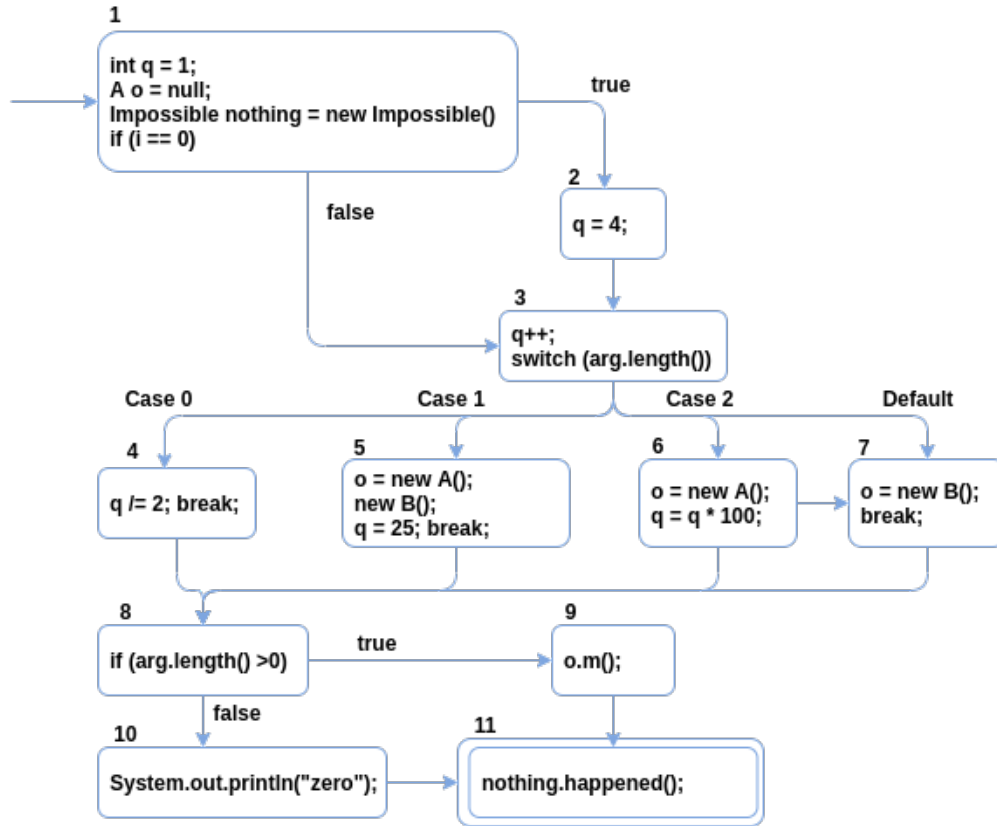 1
int q = 1;
A o = null;
Impossible nothing = new Impossible()
if (i == 0)
true
false
2
q = 4;
3
q++;
switch (arg.length())
Case 0
Case 1
Case 2
Default
4
q /= 2; break;
5
o = new A();
new B();
q = 25; break;
6
o = new A();
q = q * 100;
7
o = new B();
break;
8
if (arg.length() >0)
true
false
9
o.m();
10
System.out.println("zero");
11
nothing.happened();